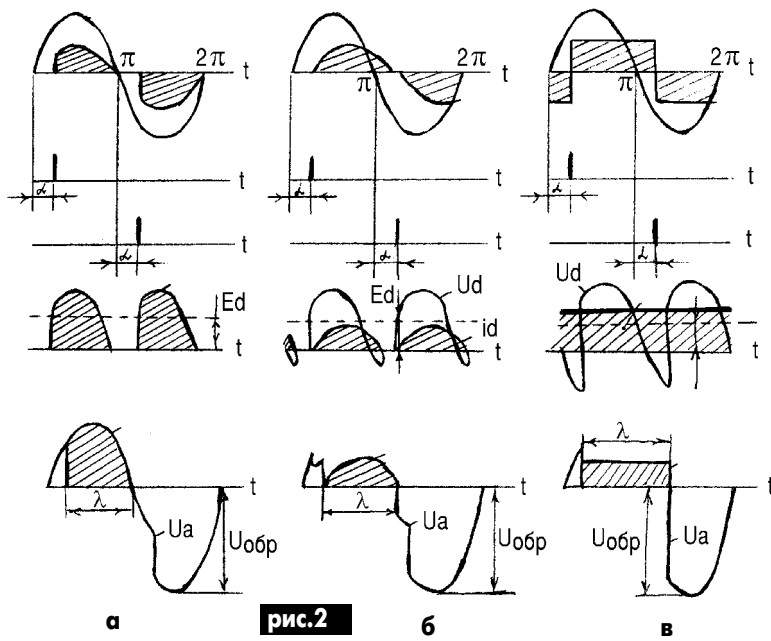 π 2π t
π 2π t
π 2π t
t
t
t
α
α
α
t
t
t
α
α
α
Ed
t
Ed Ud
id
t
Ud
t
t
t
t
λ
λ
λ
Ua Uобр
Ua Uобр
Uобр Ua
а рис.2 б в